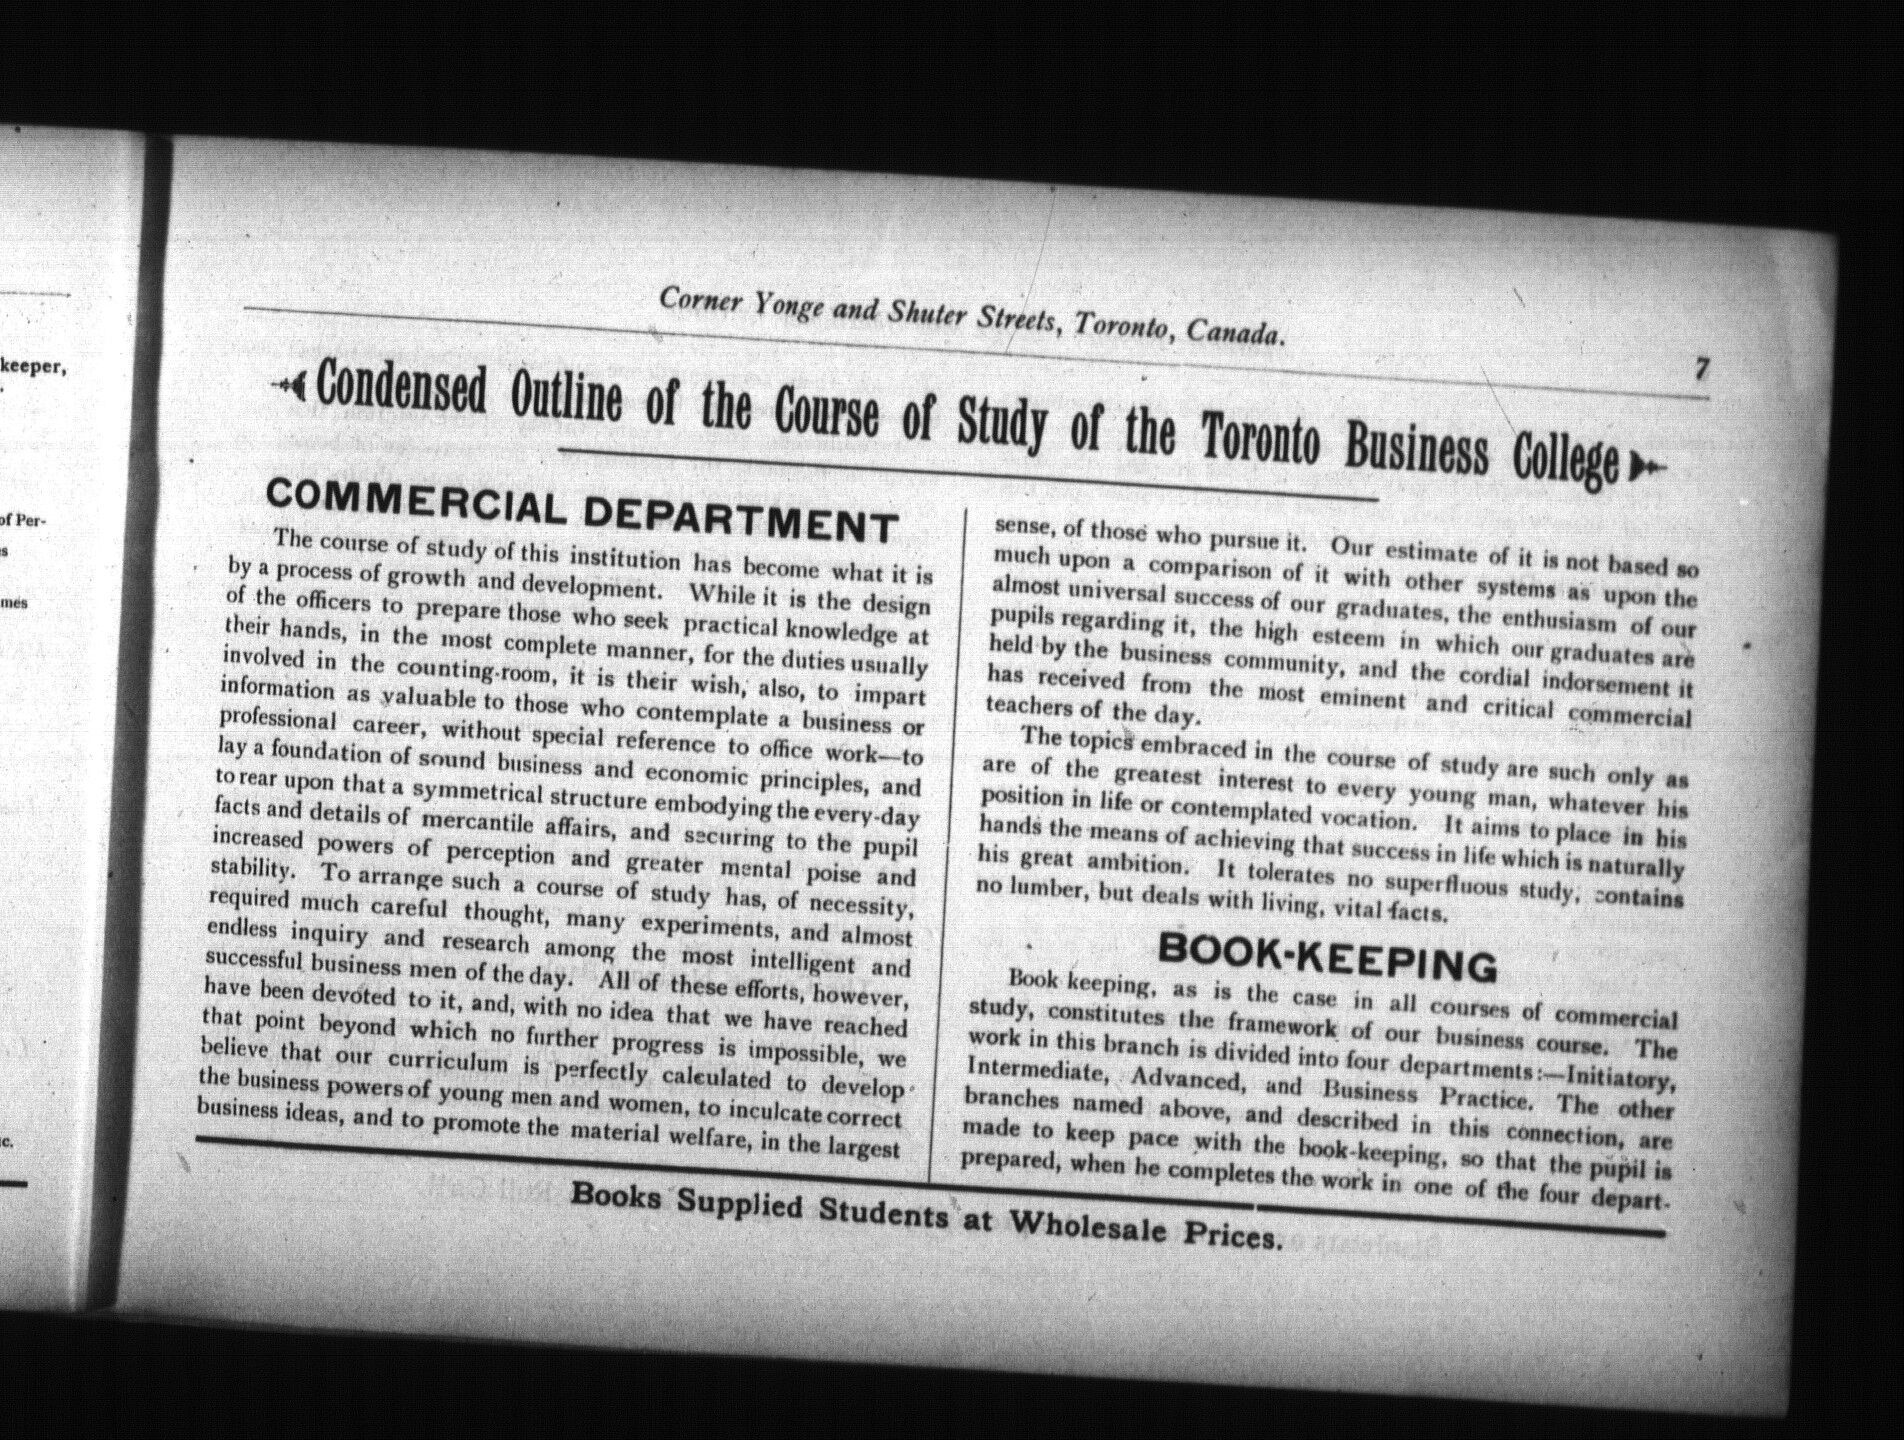 keeper,
of Per-
mes
Corner Yonge and Shuter Streets, Toronto, Canada.
7
Condensed Outline of the Course of Study of the Toronto Business College
COMMERCIAL DEPARTMENT
The course of study of this institution has become what it is
by a process of growth and development. While it is the design
of the officers to prepare those who seek practical knowledge at
their hands, in the most complete manner, for the duties usually
involved in the counting-room, it is their wish, also, to impart
information as valuable to those who contemplate a business or
professional career, without special reference to office work—to
lay a foundation of sound business and economic principles, and
to rear upon that a symmetrical structure embodying the every-day
facts and details of mercantile affairs, and securing to the pupil
increased powers of perception and greater mental poise and
stability. To arrange such a course of study has, of necessity,
required much careful thought, many experiments, and almost
endless inquiry and research among the most intelligent and
successful business men of the day. All of these efforts, however,
have been devoted to it, and, with no idea that we have reached
that point beyond which no further progress is impossible, we
believe that our curriculum is perfectly calculated to develop
the business powers of young men and women, to inculcate correct
business ideas, and to promote the material welfare, in the largest
sense, of those who pursue it. Our estimate of it is not based so
much upon a comparison of it with other systems as upon the
almost universal success of our graduates, the enthusiasm of our
pupils regarding it, the high esteem in which our graduates are
held by the business community, and the cordial indorsement it
has received from the most eminent and critical commercial
teachers of the day.
The topics embraced in the course of study are such only as
are of the greatest interest to every young man, whatever his
position in life or contemplated vocation. It aims to place in his
hands the means of achieving that success in life which is naturally
his great ambition. It tolerates no superfluous study, contains
no lumber, but deals with living, vital facts.
BOOK-KEEPING
Book keeping, as is the case in all courses of commercial
study, constitutes the framework of our business course. The
work in this branch is divided into four departments:—Initiatory,
Intermediate, Advanced, and Business Practice. The other
branches named above, and described in this connection, are
made to keep pace with the book-keeping, so that the pupil is
prepared, when he completes the work in one of the four depart-
Books Supplied Students at Wholesale Prices.